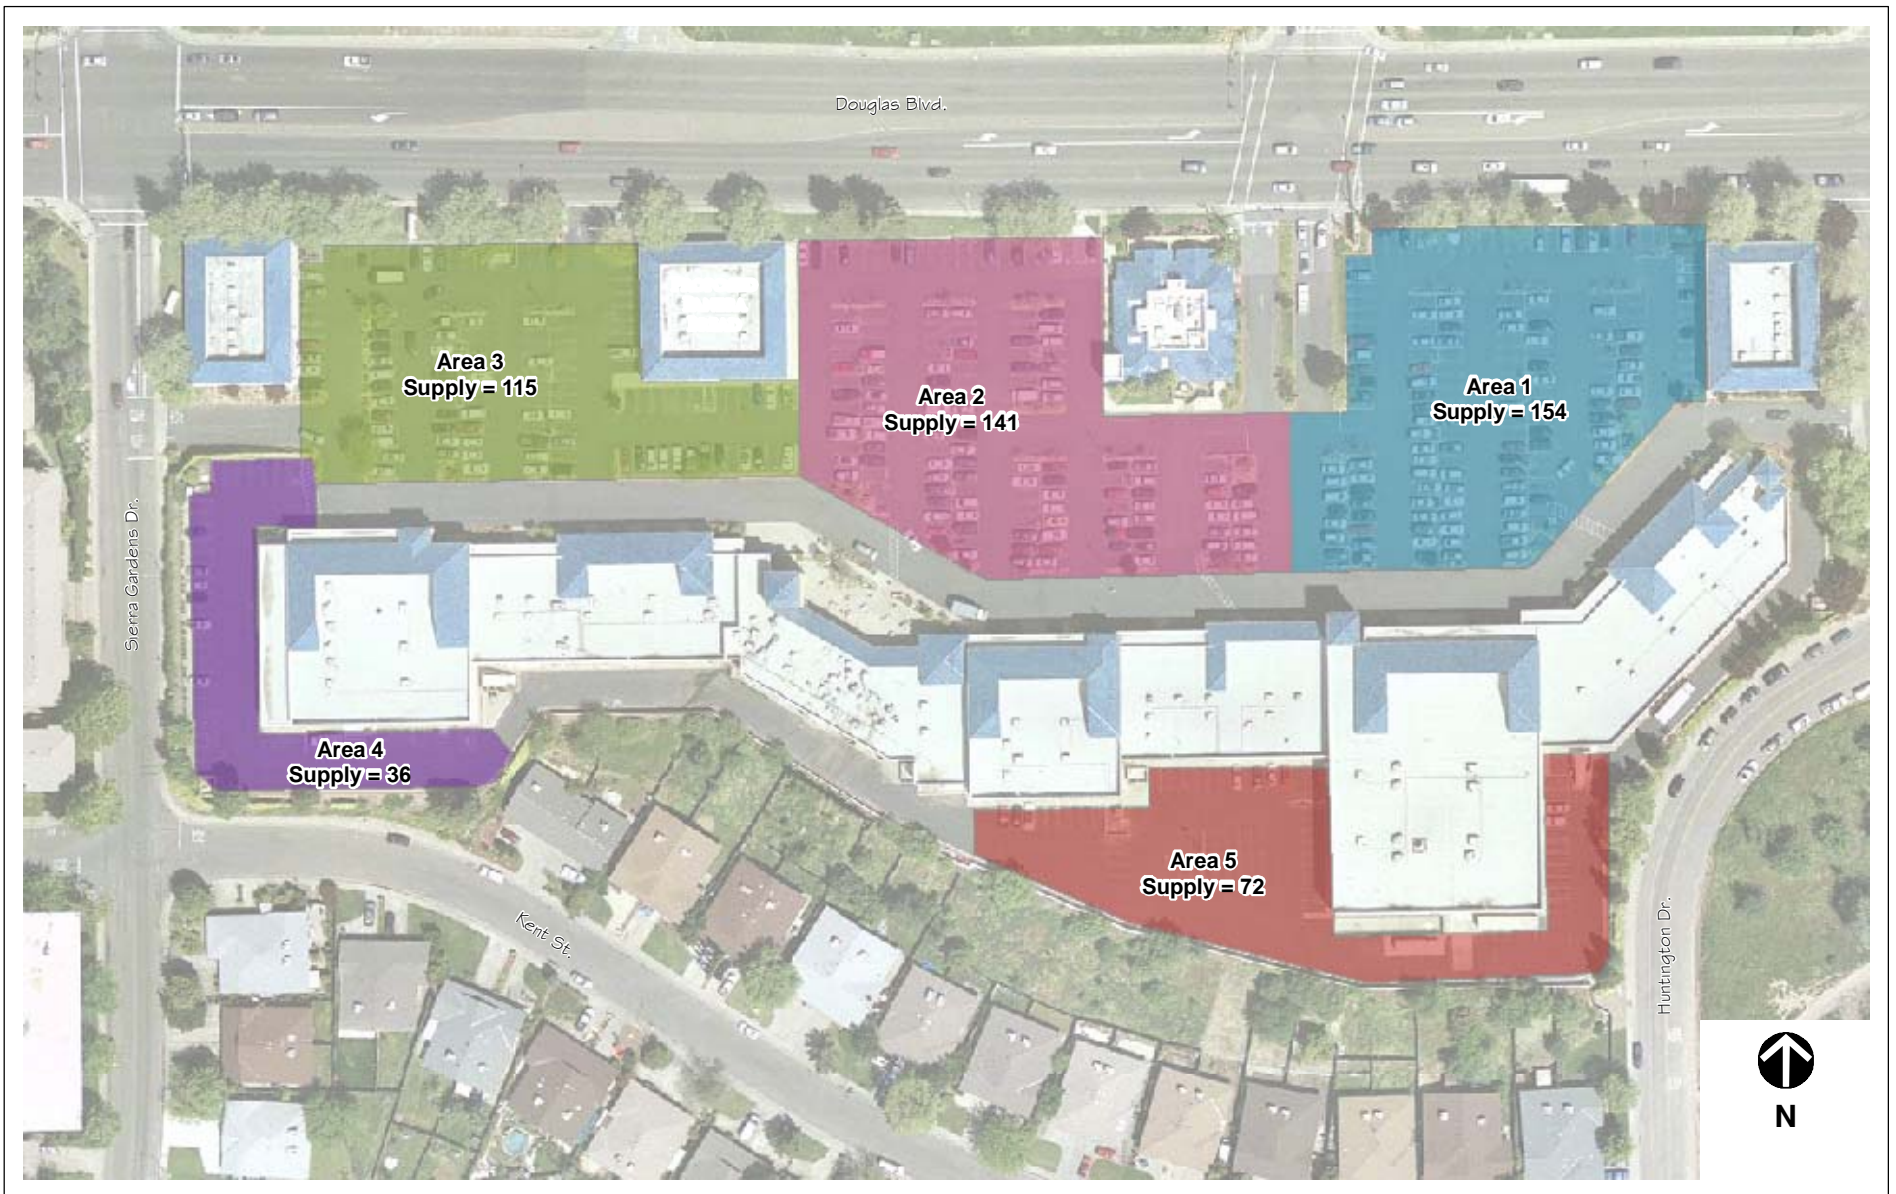 Douglas Blvd.
Area 3
Supply = 115
Area 2
Supply = 141
Area 1
Supply = 154
Sierra Gardens Dr.
Area 4
Supply = 36
Area 5
Supply = 72
Kent St.
Huntington Dr.
N